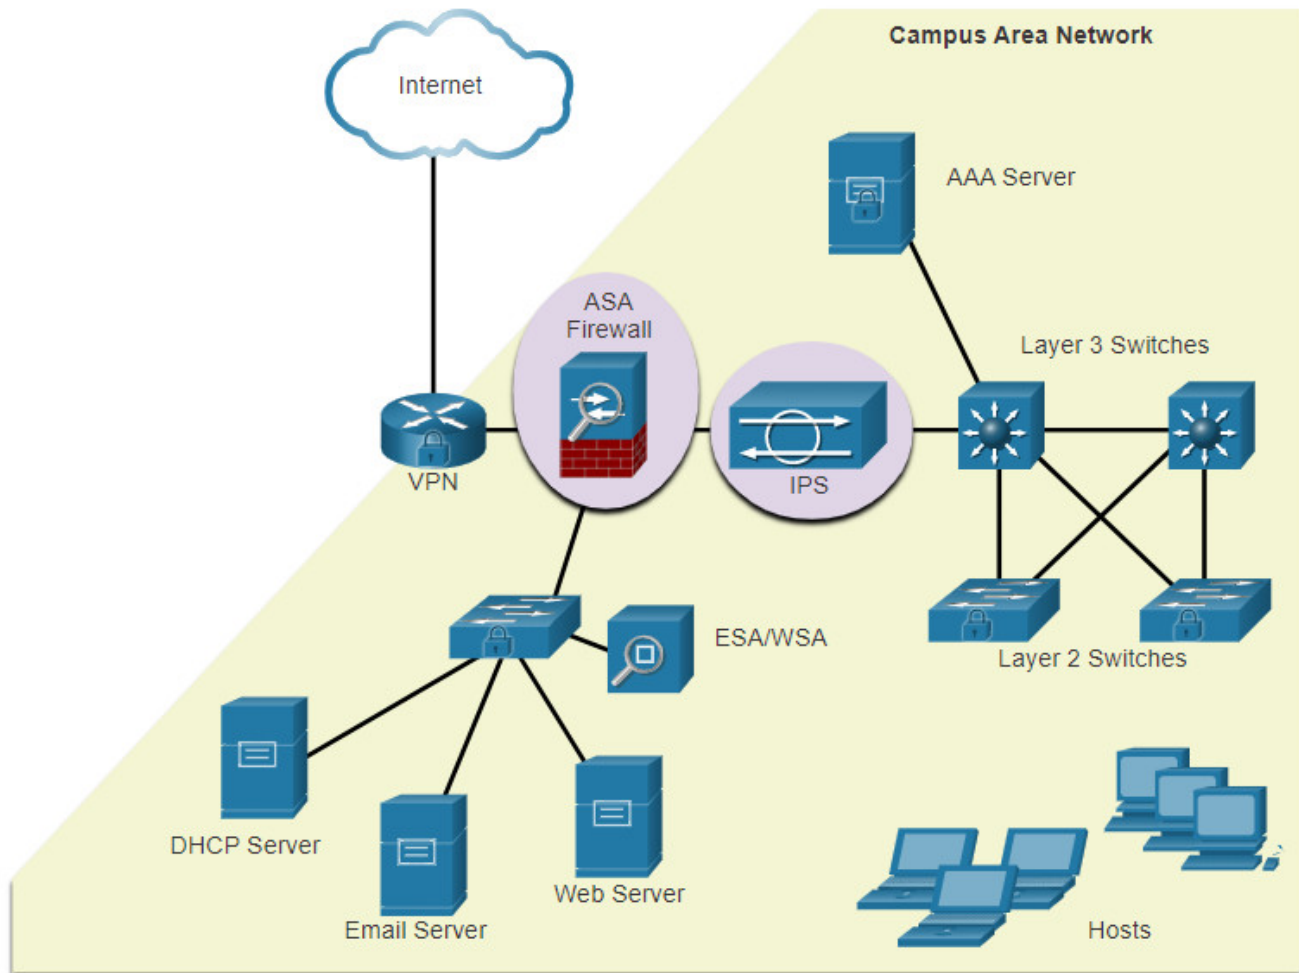 Campus Area Network
Internet
AAA Server
ASA
Firewall
Layer 3 Switches
VPN
IPS
ESA/WSA
Layer 2 Switches
DHCP Server
Web Server
Email Server
Hosts